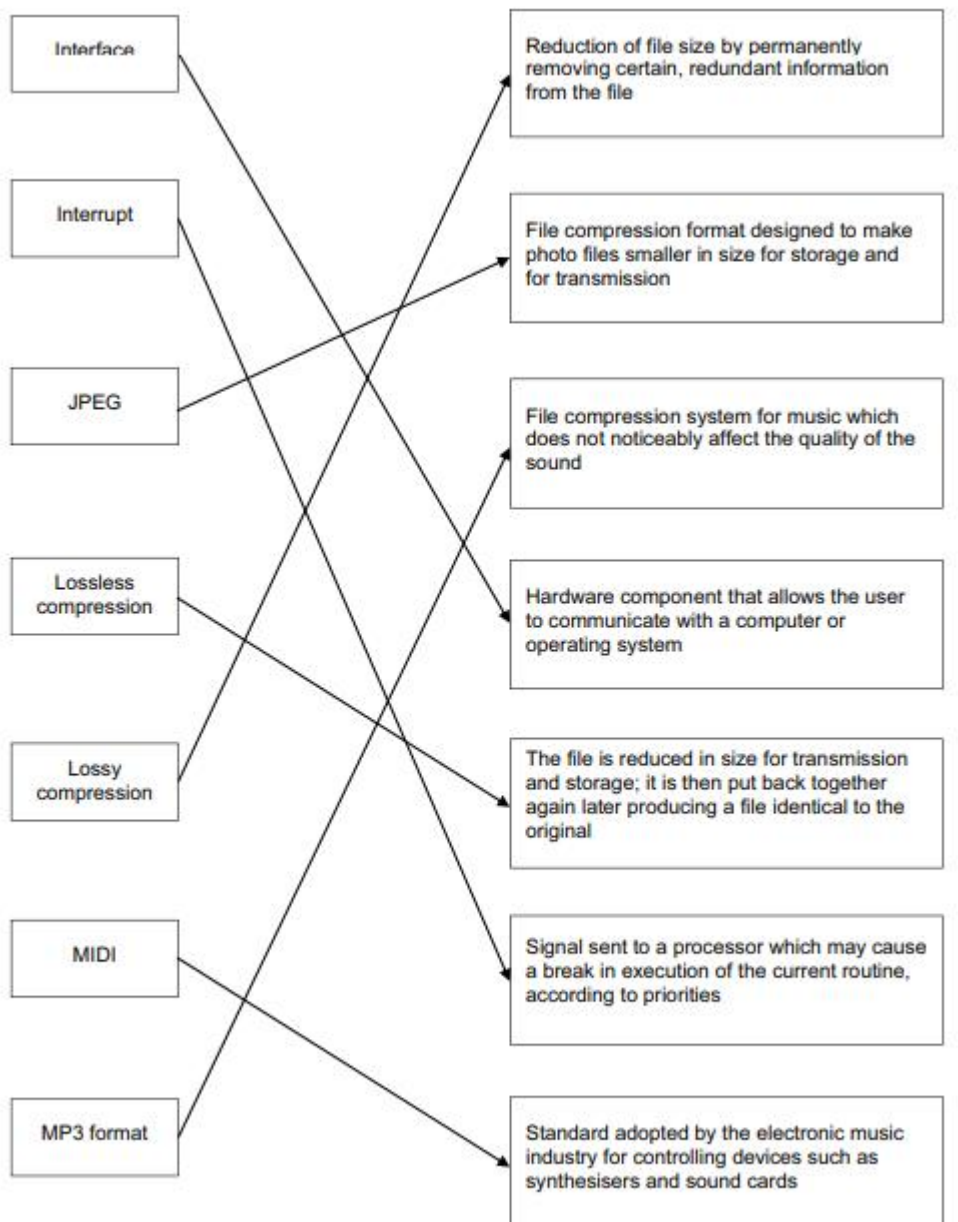 Interface
Interrupt
JPEG
Lossless
compression
Lossy
compression
MIDI
MP3 format
Reduction of file size by permanently
removing certain, redundant information
from the file
File compression format designed to make
photo files smaller in size for storage and
for transmission
File compression system for music which
does not noticeably affect the quality of the
sound
Hardware component that allows the user
to communicate with a computer or
operating system
The file is reduced in size for transmission
and storage; it is then put back together
again later producing a file identical to the
original
Signal sent to a processor which may cause
a break in execution of the current routine,
according to priorities
Standard adopted by the electronic music
industry for controlling devices such as
synthesisers and sound cards